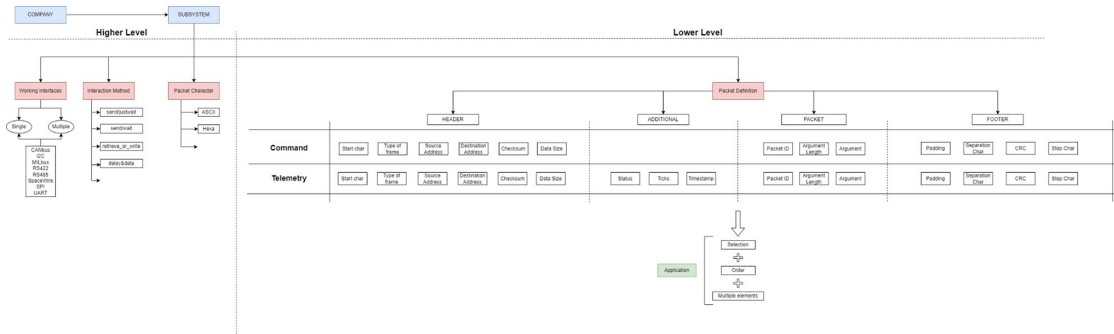 COMPANY
SUBSYSTEM
Higher Level
Lower Level
Working Interfaces
Interaction Method
Packet Character
Packet Definition
Single
Multiple
CANbus
I2C
MILbus
RS422
RS485
SpaceWire
SPI
UART
send/justwait
send/wait
retrieve_or_write
delay&data
ASCII
Hexa
HEADER
ADDITIONAL
PACKET
FOOTER
Command
Start char
Type of
frame
Source
Address
Destination
Address
Checksum
Data Size
Packet ID
Argument
Length
Argument
Padding
Separation
Char
CRC
Stop Char
Telemetry
Start char
Type of
frame
Source
Address
Destination
Address
Checksum
Data Size
Status
Ticks
Timestamp
Packet ID
Argument
Length
Argument
Padding
Separation
Char
CRC
Stop Char
Application
Selection
Order
Multiple elements